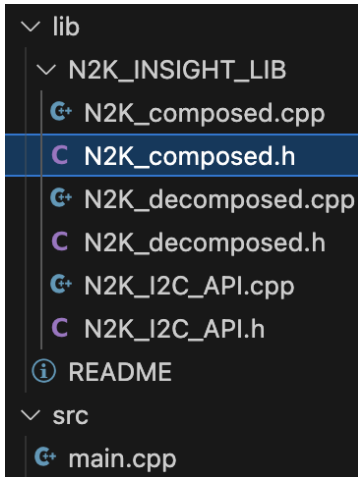 lib
N2K_INSIGHT_LIB
C++ N2K_composed.cpp
C N2K_composed.h
C++ N2K_decomposed.cpp
C N2K_decomposed.h
C++ N2K_I2C_API.cpp
C N2K_I2C_API.h
README
src
C++ main.cpp